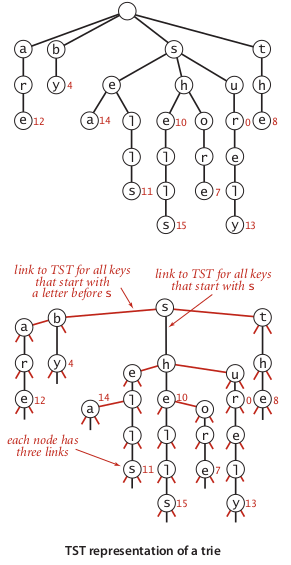 a b s t
r y 4 e h u h
e 12 a 14 l e 10 o r 0 e 8
l l r e
s 11 l e 7 l
s 15 y 13
link to TST for all keys
that start with
a letter before s
link to TST for all keys
that start with s
s
b t
a
r y 4 e h u h
14 a l e 10 o r 0 e 8
e 12
l l r e
each node has
three links
s 11 l e 7 l
s 15 y 13
TST representation of a trie